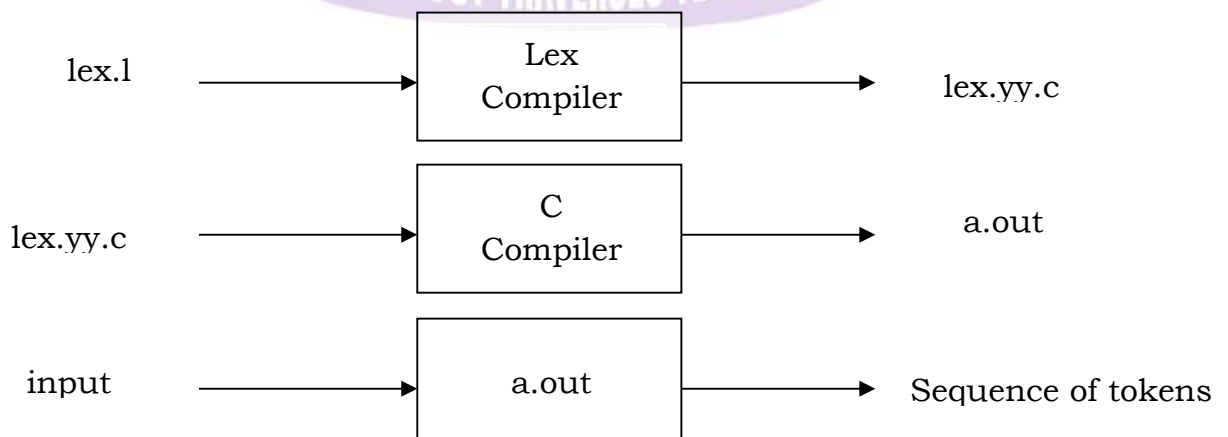 lex.l
Lex
Compiler
lex.yy.c
lex.yy.c
C
Compiler
a.out
input
a.out
Sequence of tokens